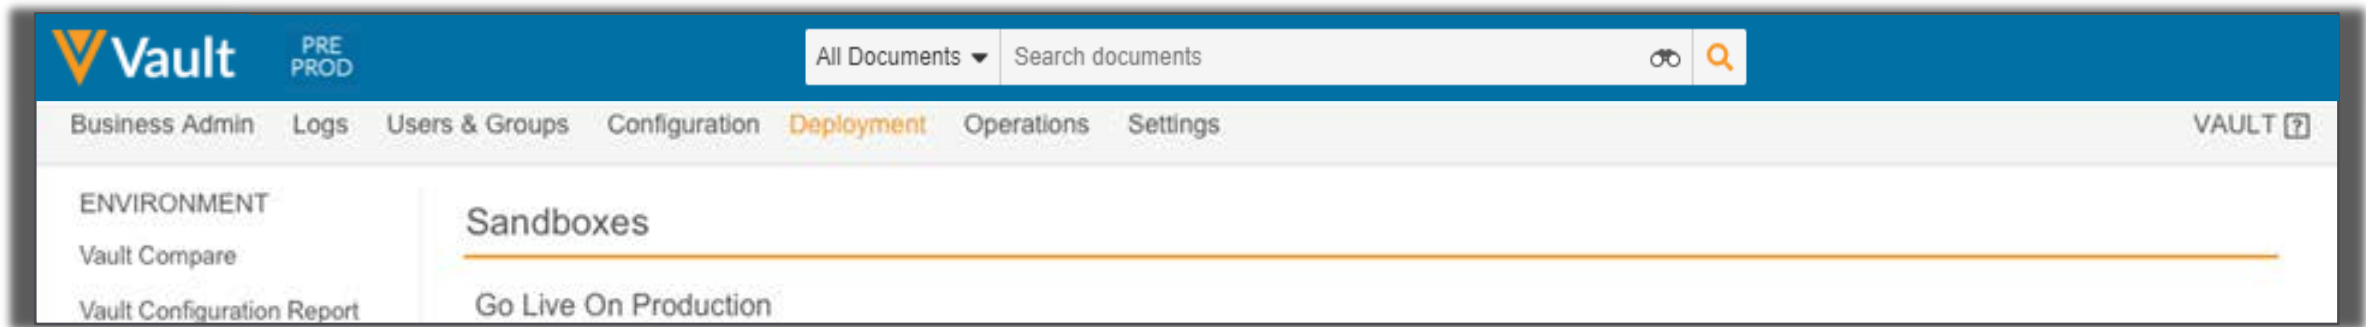 Vault
PRE
PROD
All Documents Search documents
Business Admin Logs Users & Groups Configuration Deployment Operations Settings VAULT ?
ENVIRONMENT
Vault Compare
Vault Configuration Report
Sandboxes
Go Live On Production